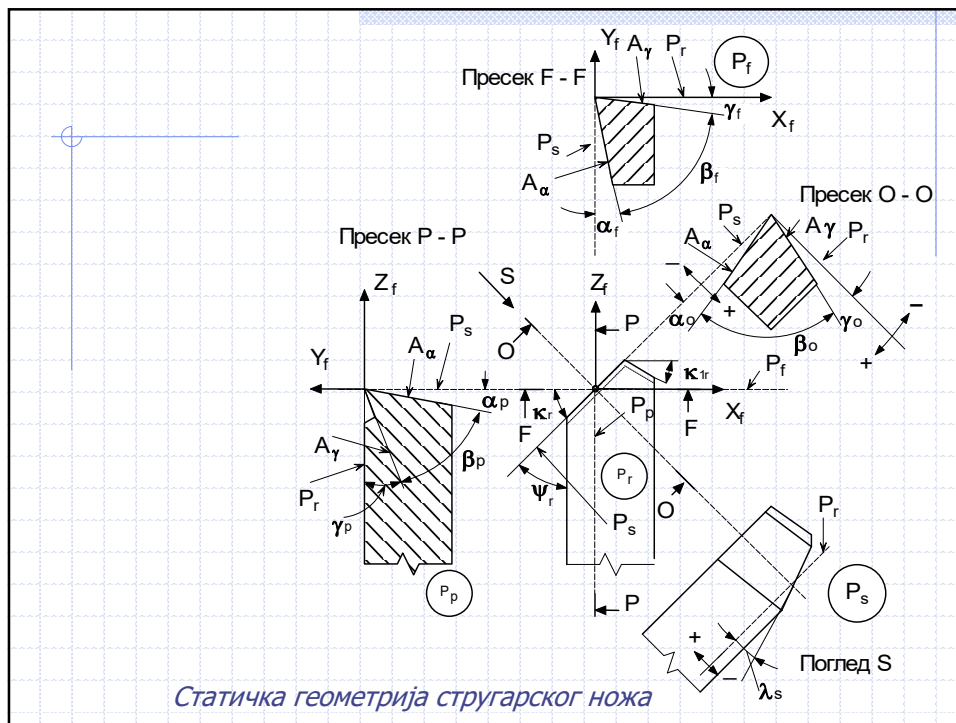 Y_f A_γ P_r P_f
Пресек F - F
γ_f X_f
P_s
A_α β_f
α_f
Пресек O - O
P_s A_γ P_r
A_α
− +
α_o β_o γ_o
− +
Пресек P - P
Z_f
P_s
Y_f A_α
α_p
A_γ β_p
P_r
γ_p
P_p
S
O
Z_f
P
κ_1r
P_f
κ_r
F P_p F X_f
P_r
ψ_r
P_s O
P
P_r
P_s
+ −
λ_s
Поглед S
Статичка геометрија стругарског ножа